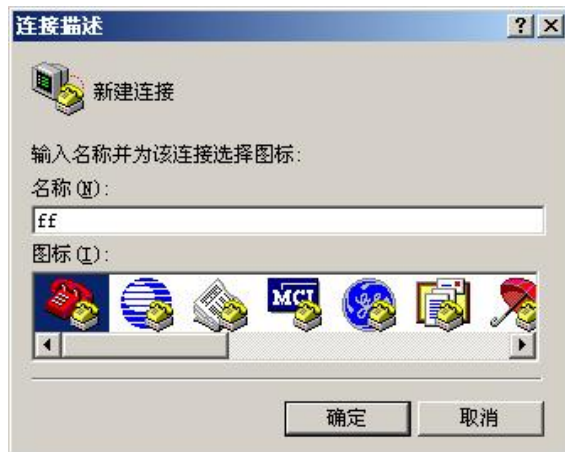 连接描述
新建连接
输入名称并为该连接选择图标:
名称(N):
ff
图标(I):
MCI
确定
取消